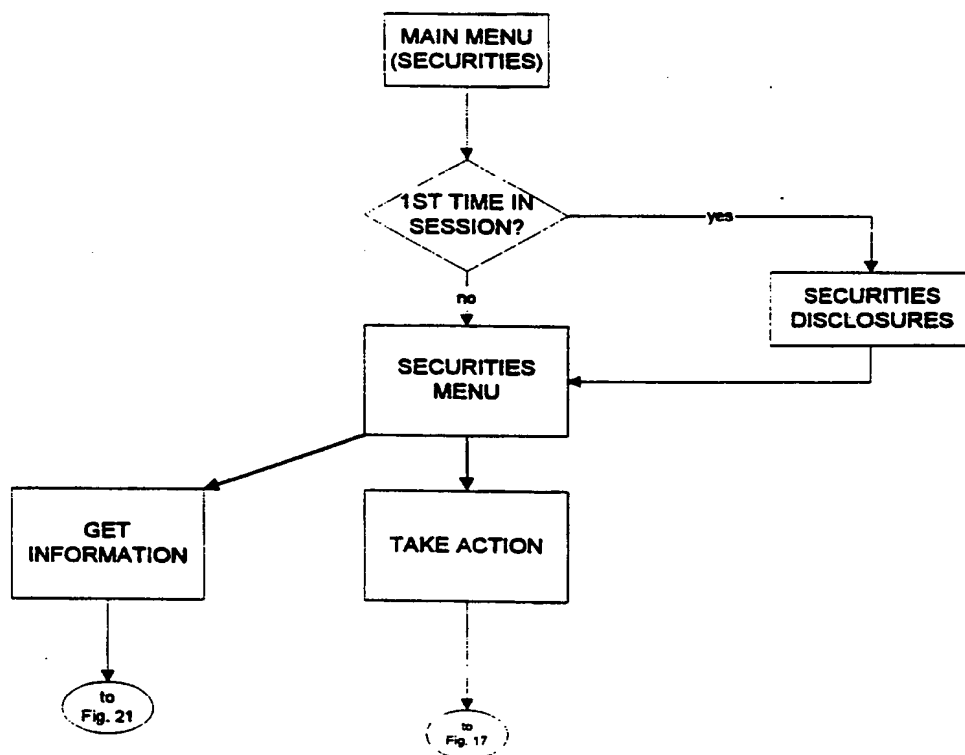 MAIN MENU
(SECURITIES)
1ST TIME IN
SESSION?
yes
no
SECURITIES
DISCLOSURES
SECURITIES
MENU
GET
INFORMATION
TAKE ACTION
to
Fig. 21
to
Fig. 17